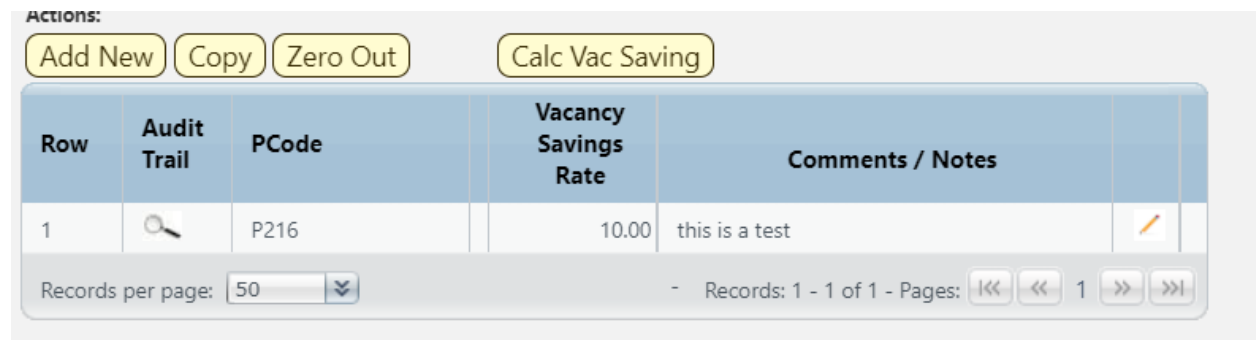 Actions:
Add New Copy Zero Out Calc Vac Saving
Row Audit Trail PCode Vacancy Savings Rate Comments / Notes
1 P216 10.00 this is a test
Records per page: 50 - Records: 1 - 1 of 1 - Pages: 1